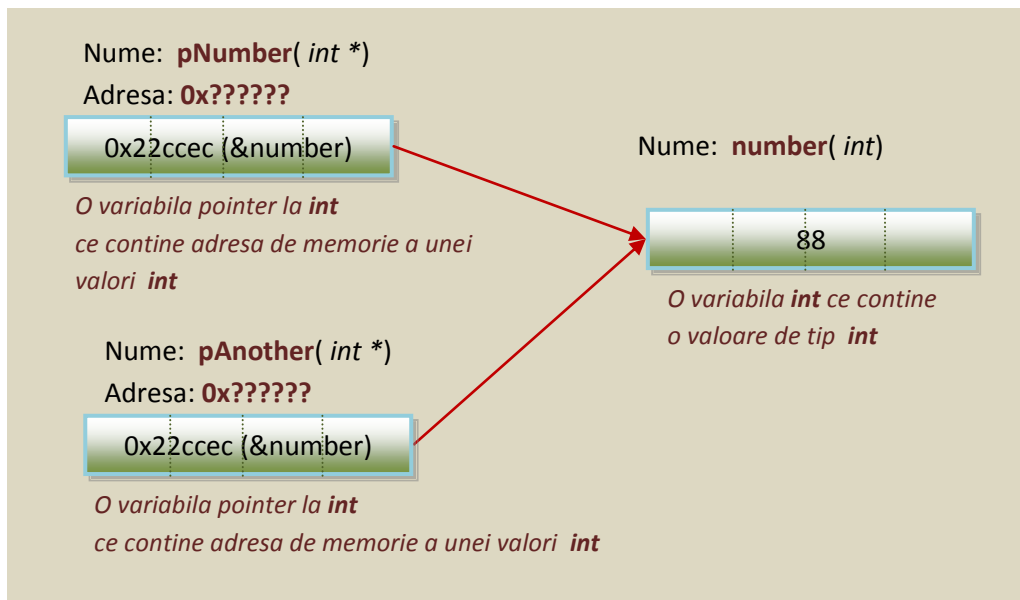 Nume: pNumber( int *)
Adresa: 0x??????
0x22ccec (&number)
O variabila pointer la int
ce contine adresa de memorie a unei
valori int
Nume: number( int)
88
O variabila int ce contine
o valoare de tip int
Nume: pAnother( int *)
Adresa: 0x??????
0x22ccec (&number)
O variabila pointer la int
ce contine adresa de memorie a unei valori int